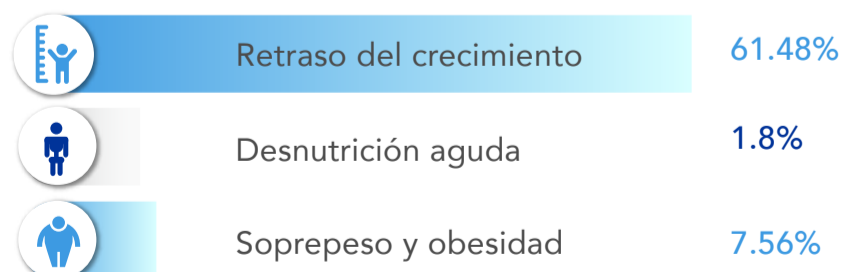 Retraso del crecimiento 61.48%
Desnutrición aguda 1.8%
Soprepeso y obesidad 7.56%